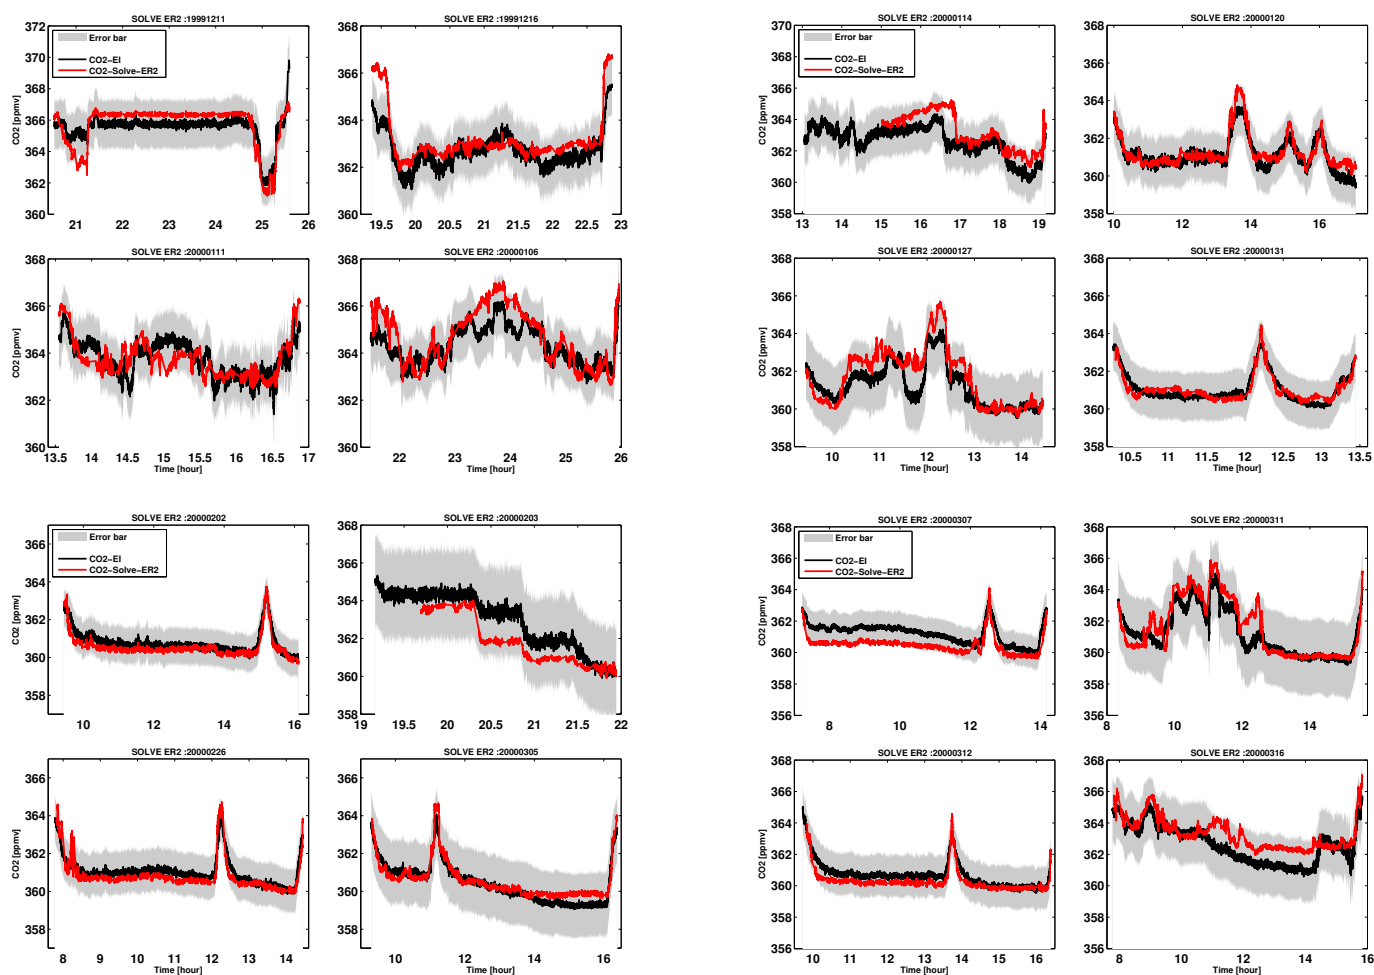 SOLVE ER2 :19991211
372
370
368
366
364
362
360
CO2 [ppmv]
Error bar
CO2−EI
CO2−Solve−ER2
21 22 23 24 25 26
SOLVE ER2 :19991216
368
366
364
362
360
19.5 20 20.5 21 21.5 22 22.5 23
SOLVE ER2 :20000111
368
366
364
362
360
CO2 [ppmv]
13.5 14 14.5 15 15.5 16 16.5 17
Time [hour]
SOLVE ER2 :20000106
368
366
364
362
360
22 23 24 25 26
Time [hour]
SOLVE ER2 :20000114
368
366
364
362
360
358
CO2 [ppmv]
Error bar
CO2−EI
CO2−Solve−ER2
13 14 15 16 17 18 19
SOLVE ER2 :20000120
368
366
364
362
360
358
10 12 14 16
SOLVE ER2 :20000127
368
366
364
362
360
358
CO2 [ppmv]
10 11 12 13 14
Time [hour]
SOLVE ER2 :20000131
368
366
364
362
360
358
10.5 11 11.5 12 12.5 13 13.5
Time [hour]
SOLVE ER2 :20000202
366
364
362
360
358
CO2 [ppmv]
Error bar
CO2−EI
CO2−Solve−ER2
10 12 14 16
SOLVE ER2 :20000203
368
366
364
362
360
358
19 19.5 20 20.5 21 21.5 22
SOLVE ER2 :20000226
366
364
362
360
358
CO2 [ppmv]
8 9 10 11 12 13 14
Time [hour]
SOLVE ER2 :20000305
366
364
362
360
358
10 12 14 16
Time [hour]
SOLVE ER2 :20000307
368
366
364
362
360
358
356
CO2 [ppmv]
Error bar
CO2−EI
CO2−Solve−ER2
8 10 12 14
SOLVE ER2 :20000311
368
366
364
362
360
358
356
8 10 12 14
SOLVE ER2 :20000312
368
366
364
362
360
358
356
CO2 [ppmv]
10 11 12 13 14 15 16
Time [hour]
SOLVE ER2 :20000316
368
366
364
362
360
358
356
8 10 12 14 16
Time [hour]